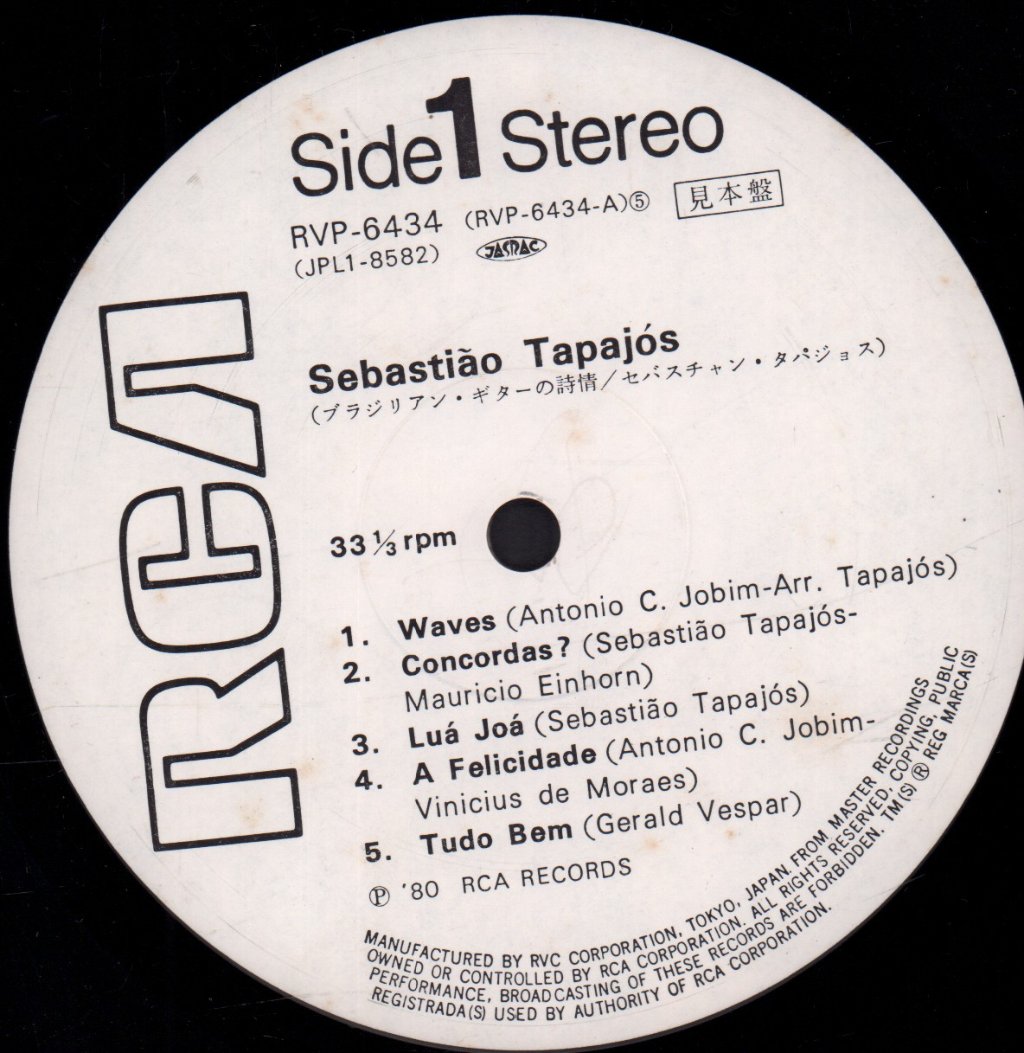 Side 1 Stereo
RVP-6434 (RVP-6434-A)⑤ 見本盤
(JPL1-8582) JASRAC
Sebastião Tapajós
(ブラジリアン・ギターの詩情/セバスチャン・タパジョス)
RCA
33 1/3 rpm
1. Waves (Antonio C. Jobim-Arr. Tapajós)
2. Concordas? (Sebastião Tapajós-
Mauricio Einhorn)
3. Luá Joá (Sebastião Tapajós)
4. A Felicidade (Antonio C. Jobim-
Vinicius de Moraes)
5. Tudo Bem (Gerald Vespar)
Ⓟ '80 RCA RECORDS
MANUFACTURED BY RVC CORPORATION, TOKYO, JAPAN. FROM MASTER RECORDINGS
OWNED OR CONTROLLED BY RCA CORPORATION. ALL RIGHTS RESERVED, COPYING, PUBLIC
PERFORMANCE, BROADCASTING OF THESE RECORDS ARE FORBIDDEN. TM(S) ® REG MARCA(S)
REGISTRADA(S) USED BY AUTHORITY OF RCA CORPORATION.